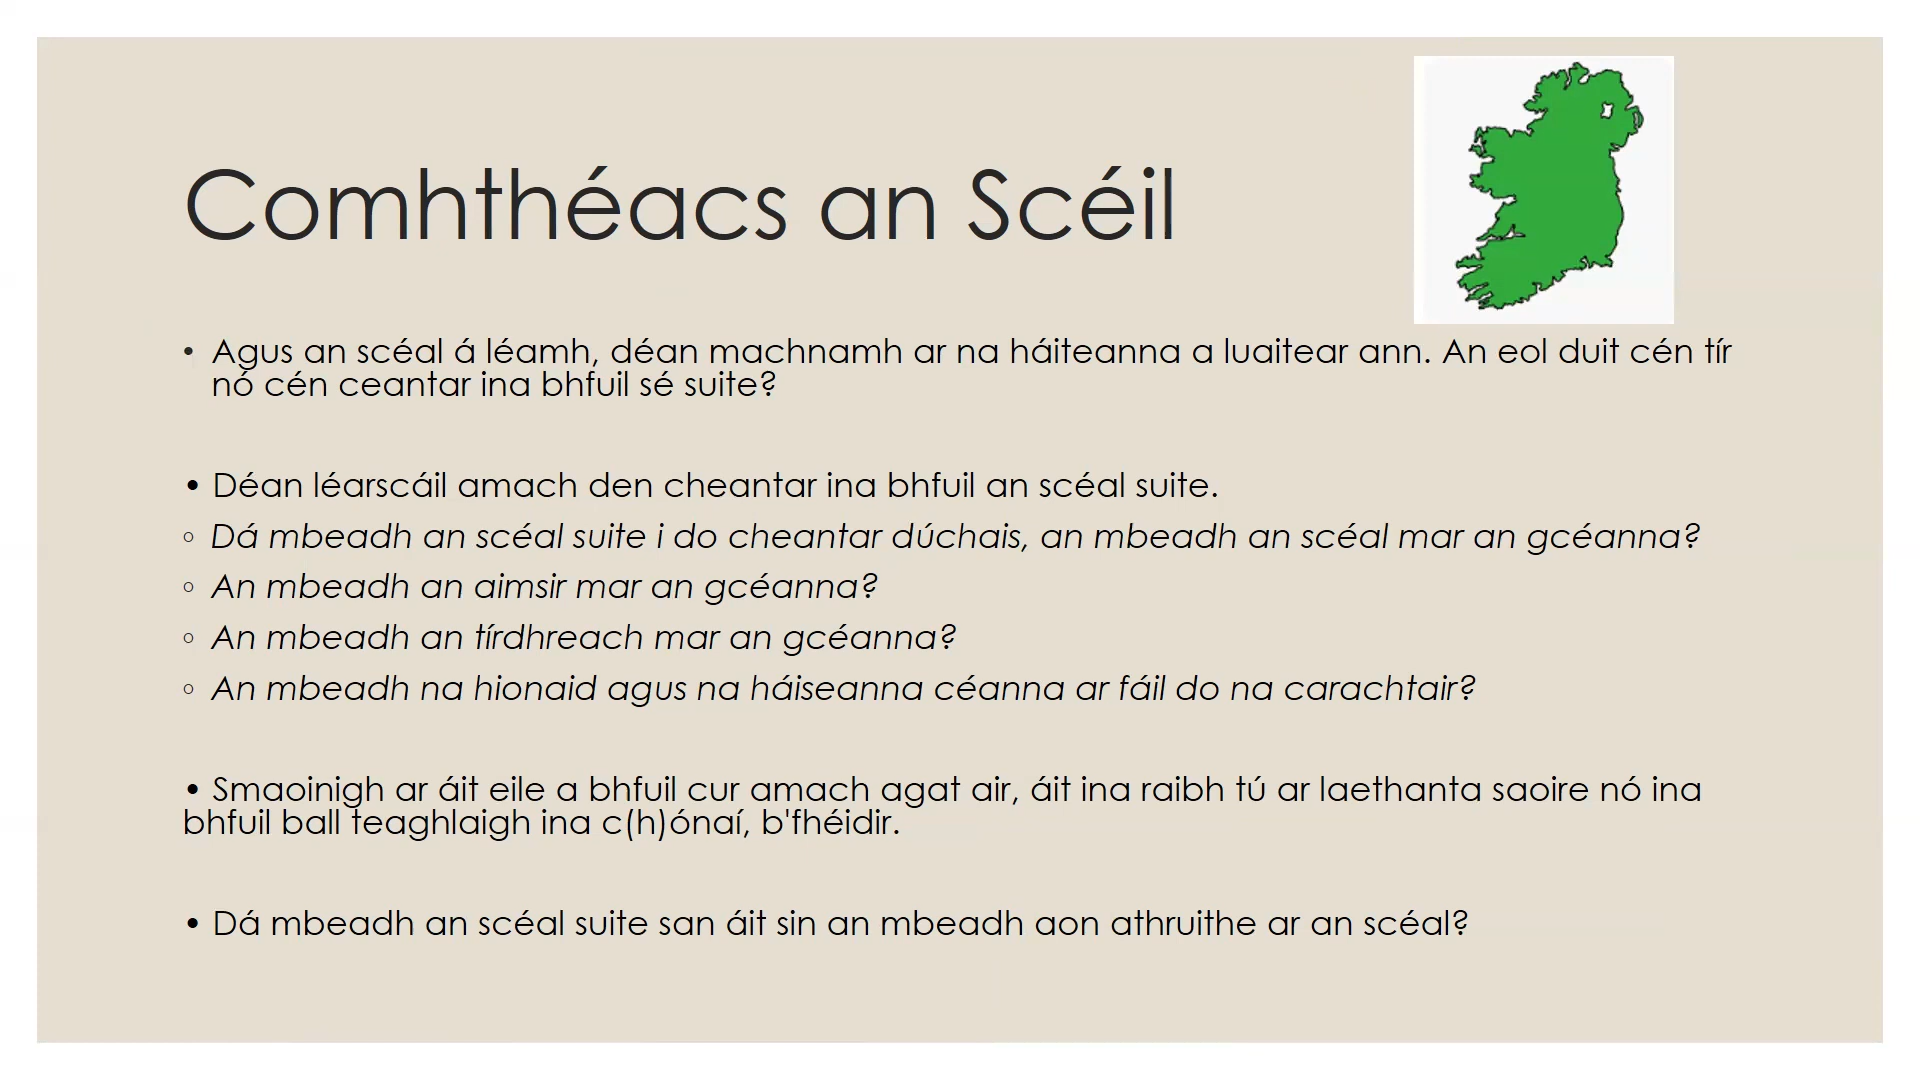 Comhthéacs an Scéil
• Agus an scéal á léamh, déan machnamh ar na háiteanna a luaitear ann. An eol duit cén tír
nó cén ceantar ina bhfuil sé suite?
• Déan léarscáil amach den cheantar ina bhfuil an scéal suite.
◦ Dá mbeadh an scéal suite i do cheantar dúchais, an mbeadh an scéal mar an gcéanna?
◦ An mbeadh an aimsir mar an gcéanna?
◦ An mbeadh an tírdhreach mar an gcéanna?
◦ An mbeadh na hionaid agus na háiseanna céanna ar fáil do na carachtair?
• Smaoinigh ar áit eile a bhfuil cur amach agat air, áit ina raibh tú ar laethanta saoire nó ina
bhfuil ball teaghlaigh ina c(h)ónaí, b'fhéidir.
• Dá mbeadh an scéal suite san áit sin an mbeadh aon athruithe ar an scéal?